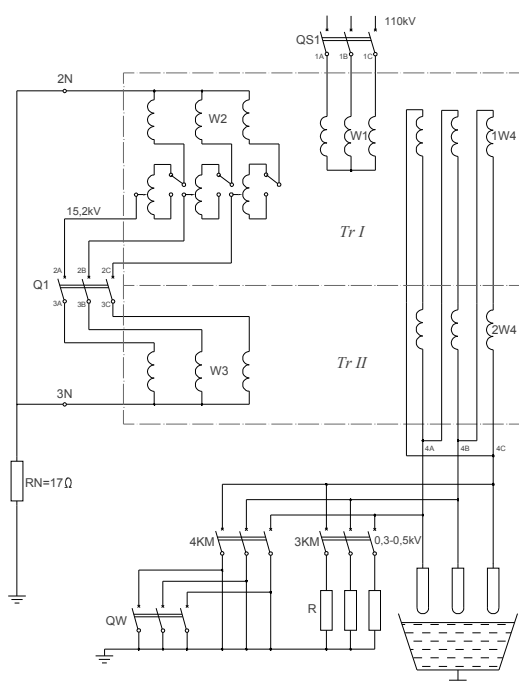 110kV
QS1
1A 1B 1C
2N
W2
W1
1W4
15,2kV
Tr I
2A 2B 2C
Q1
3A 3B 3C
2W4
W3
Tr II
3N
4A 4B 4C
RN=17Ω
4KM
3KM
0,3-0,5kV
R
QW